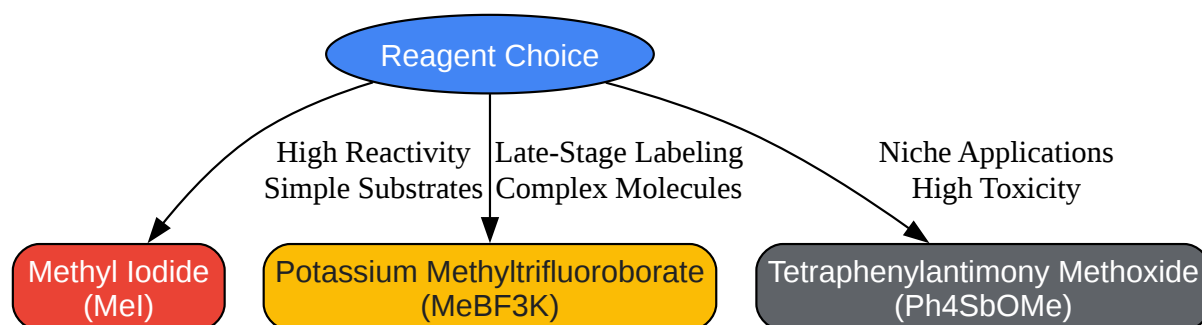 Reagent Choice
High Reactivity
Simple Substrates
Late-Stage Labeling
Complex Molecules
Niche Applications
High Toxicity
Methyl Iodide
(MeI)
Potassium Methyltrifluoroborate
(MeBF3K)
Tetraphenylantimony Methoxide
(Ph4SbOMe)